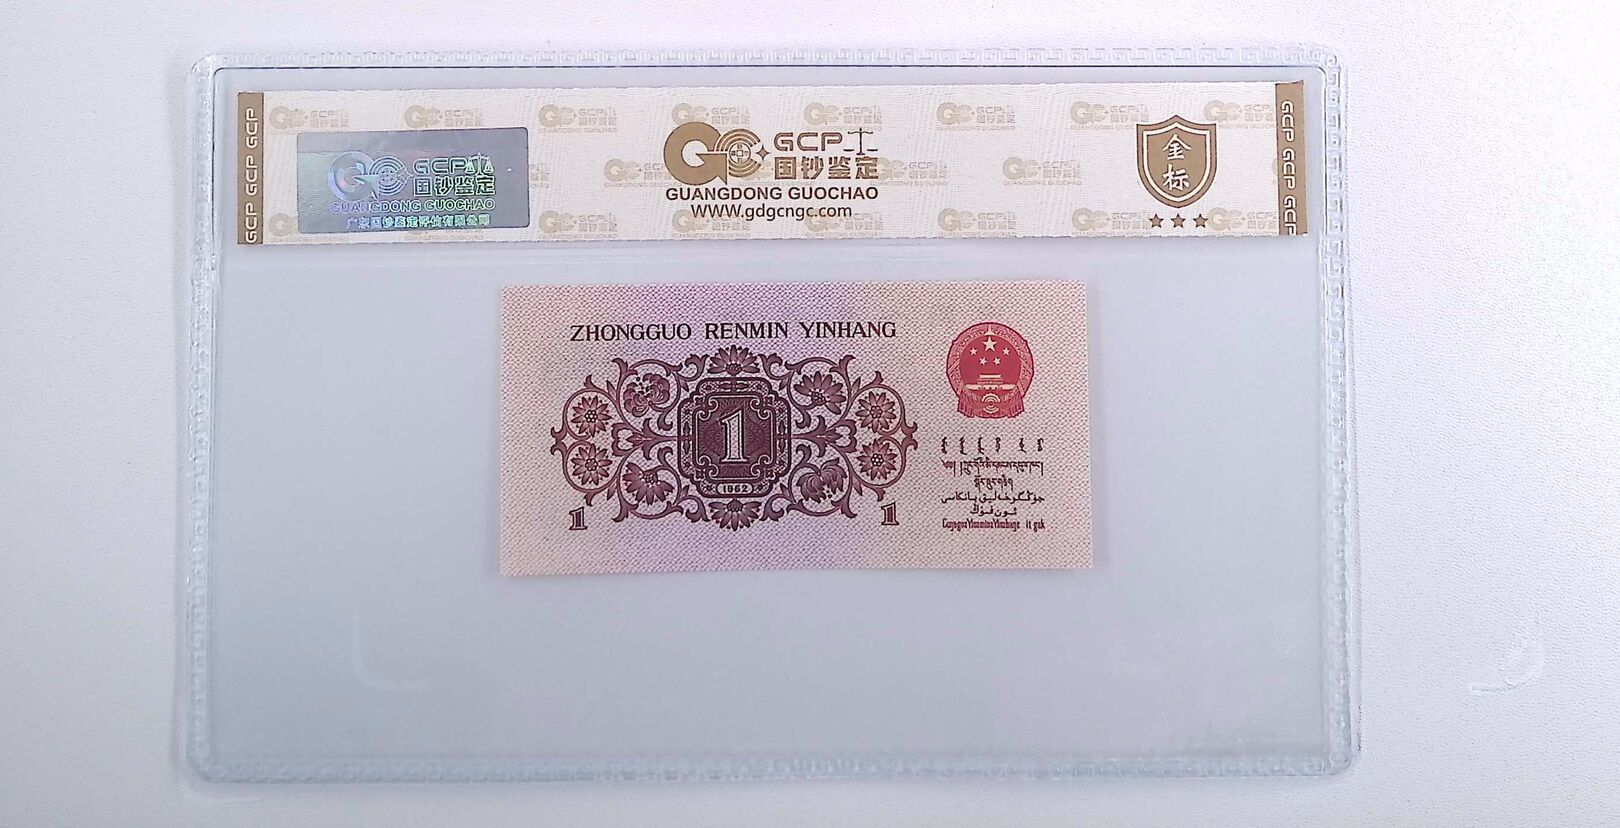 GCP GCP GCP
GCP
国钞鉴定
GUANGDONG GUOCHAO
广东国钞鉴定评估有限公司
GCP
国钞鉴定
GUANGDONG GUOCHAO
WWW.gdgcngc.com
金标
GCP GCP GCP
ZHONGGUO RENMIN YINHANG
1
1962
1
1